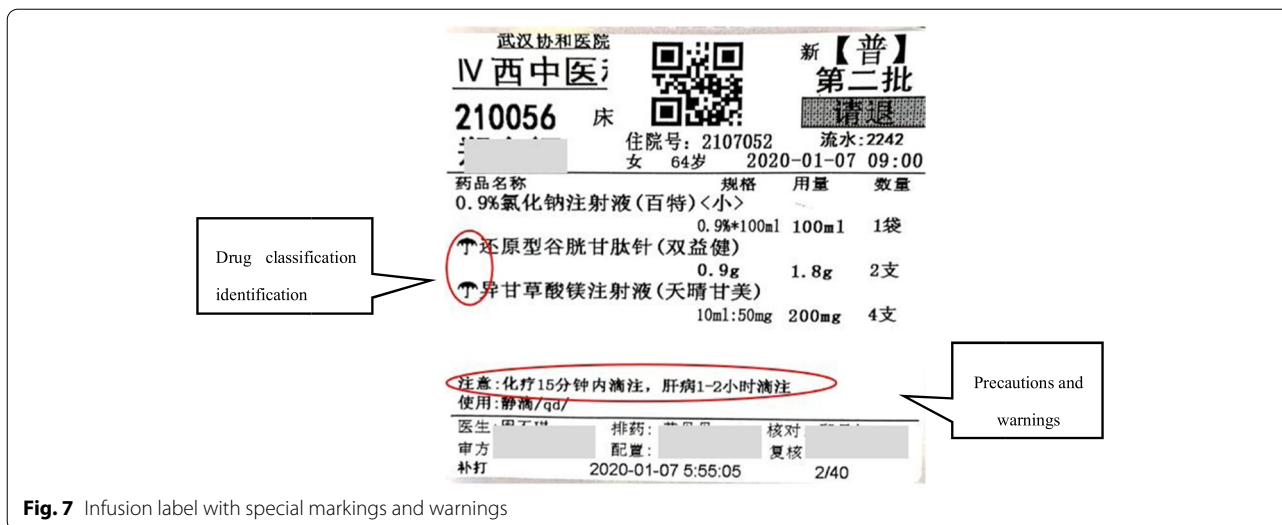 武汉协和医院
新【普】
IV 西中医
第二批
请退
210056 床
住院号: 2107052 流水:2242
女 64岁 2020-01-07 09:00
药品名称 规格 用量 数量
0.9%氯化钠注射液(百特)<小>
0.9%*100ml 100ml 1袋
还原型谷胱甘肽针(双益健)
0.9g 1.8g 2支
异甘草酸镁注射液(天晴甘美)
10ml:50mg 200mg 4支
Drug classification
identification
注意:化疗15分钟内滴注, 肝病1-2小时滴注
使用:静滴/qd/
Precautions and
warnings
医生: 排药: 核对
审方 配置: 复核
补打 2020-01-07 5:55:05 2/40
Fig. 7 Infusion label with special markings and warnings